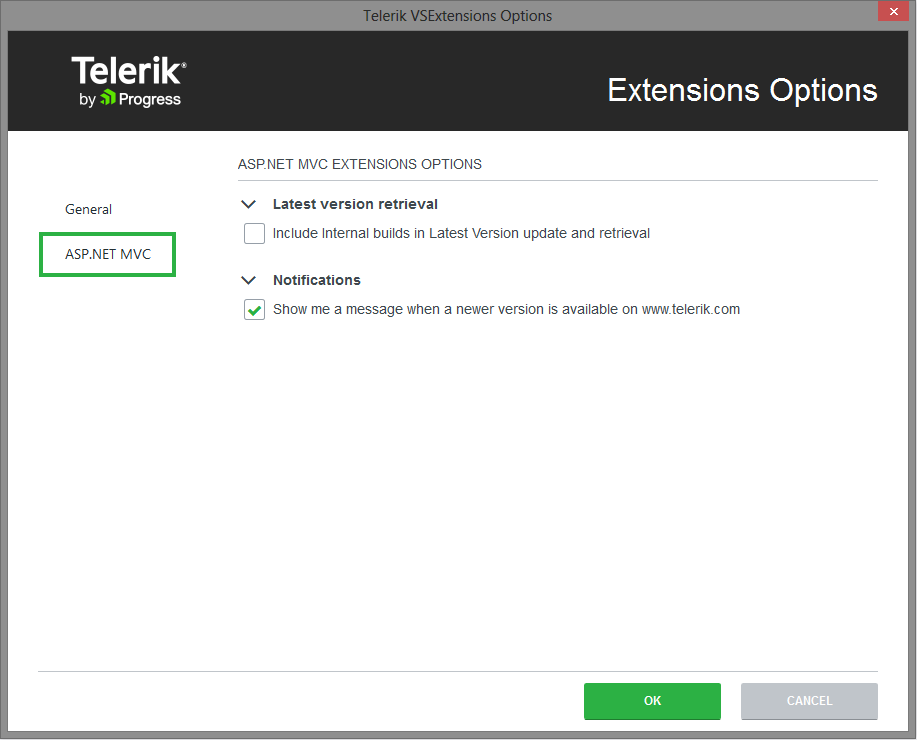 Telerik VSExtensions Options
Telerik®
by Progress
Extensions Options
General
ASP.NET MVC
ASP.NET MVC EXTENSIONS OPTIONS
Latest version retrieval
Include Internal builds in Latest Version update and retrieval
Notifications
Show me a message when a newer version is available on www.telerik.com
OK
CANCEL